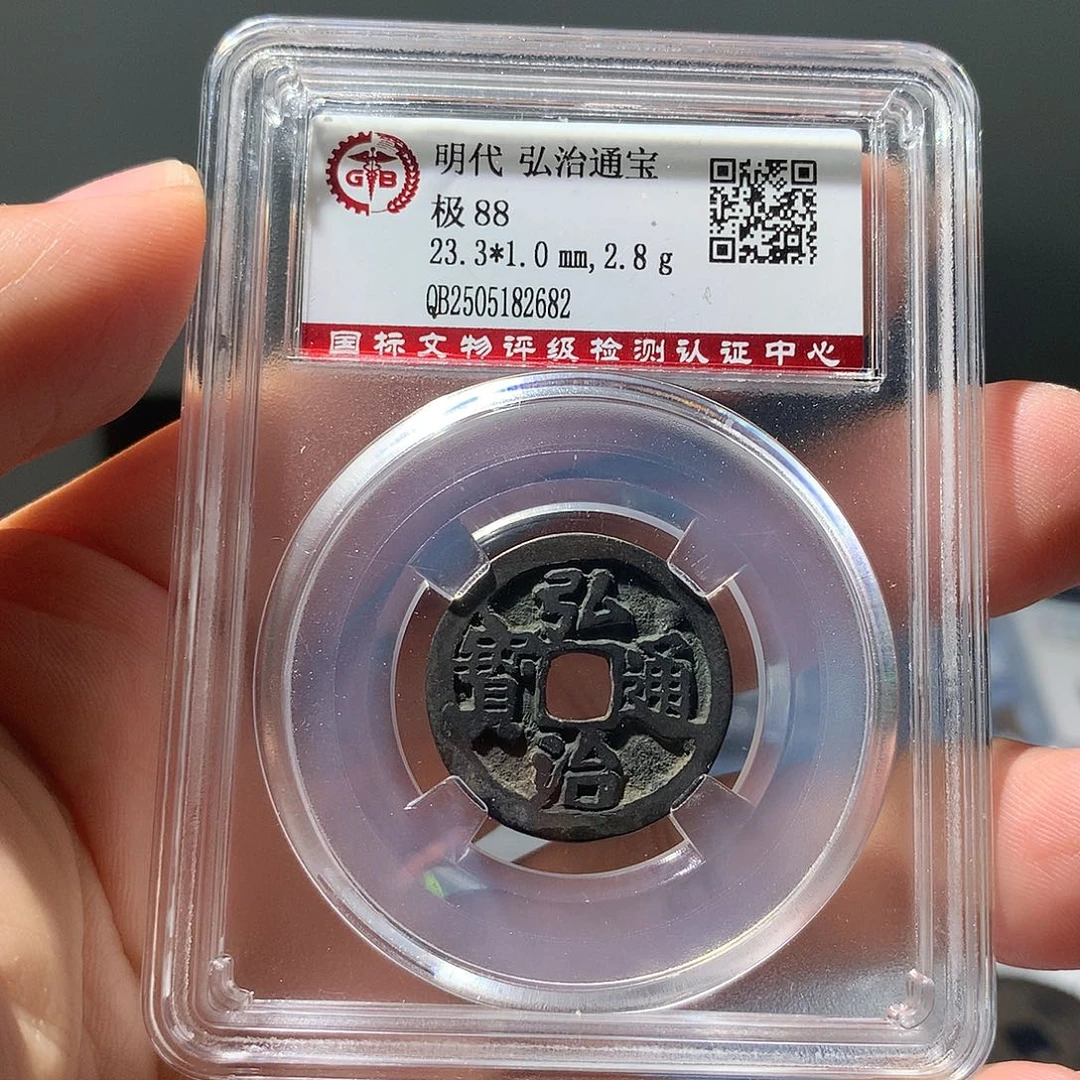 GB
明代 弘治通宝
极 88
23.3*1.0 mm, 2.8 g
QB2505182682
国标文物评级检测认证中心
弘
寶 通
治